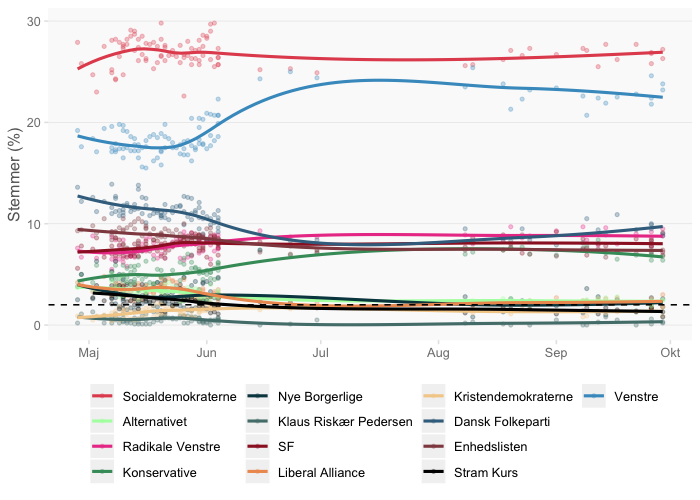 30
20
10
0
Stemmer (%)
Maj Jun Jul Aug Sep Okt
Socialdemokraterne Nye Borgerlige Kristendemokraterne Venstre
Alternativet Klaus Riskær Pedersen Dansk Folkeparti
Radikale Venstre SF Enhedslisten
Konservative Liberal Alliance Stram Kurs